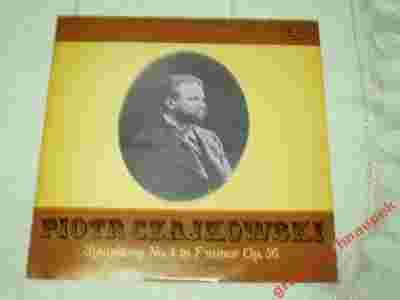 PIOTR CZAJKOWSKI
Symphony No. 4 in F minor Op. 36